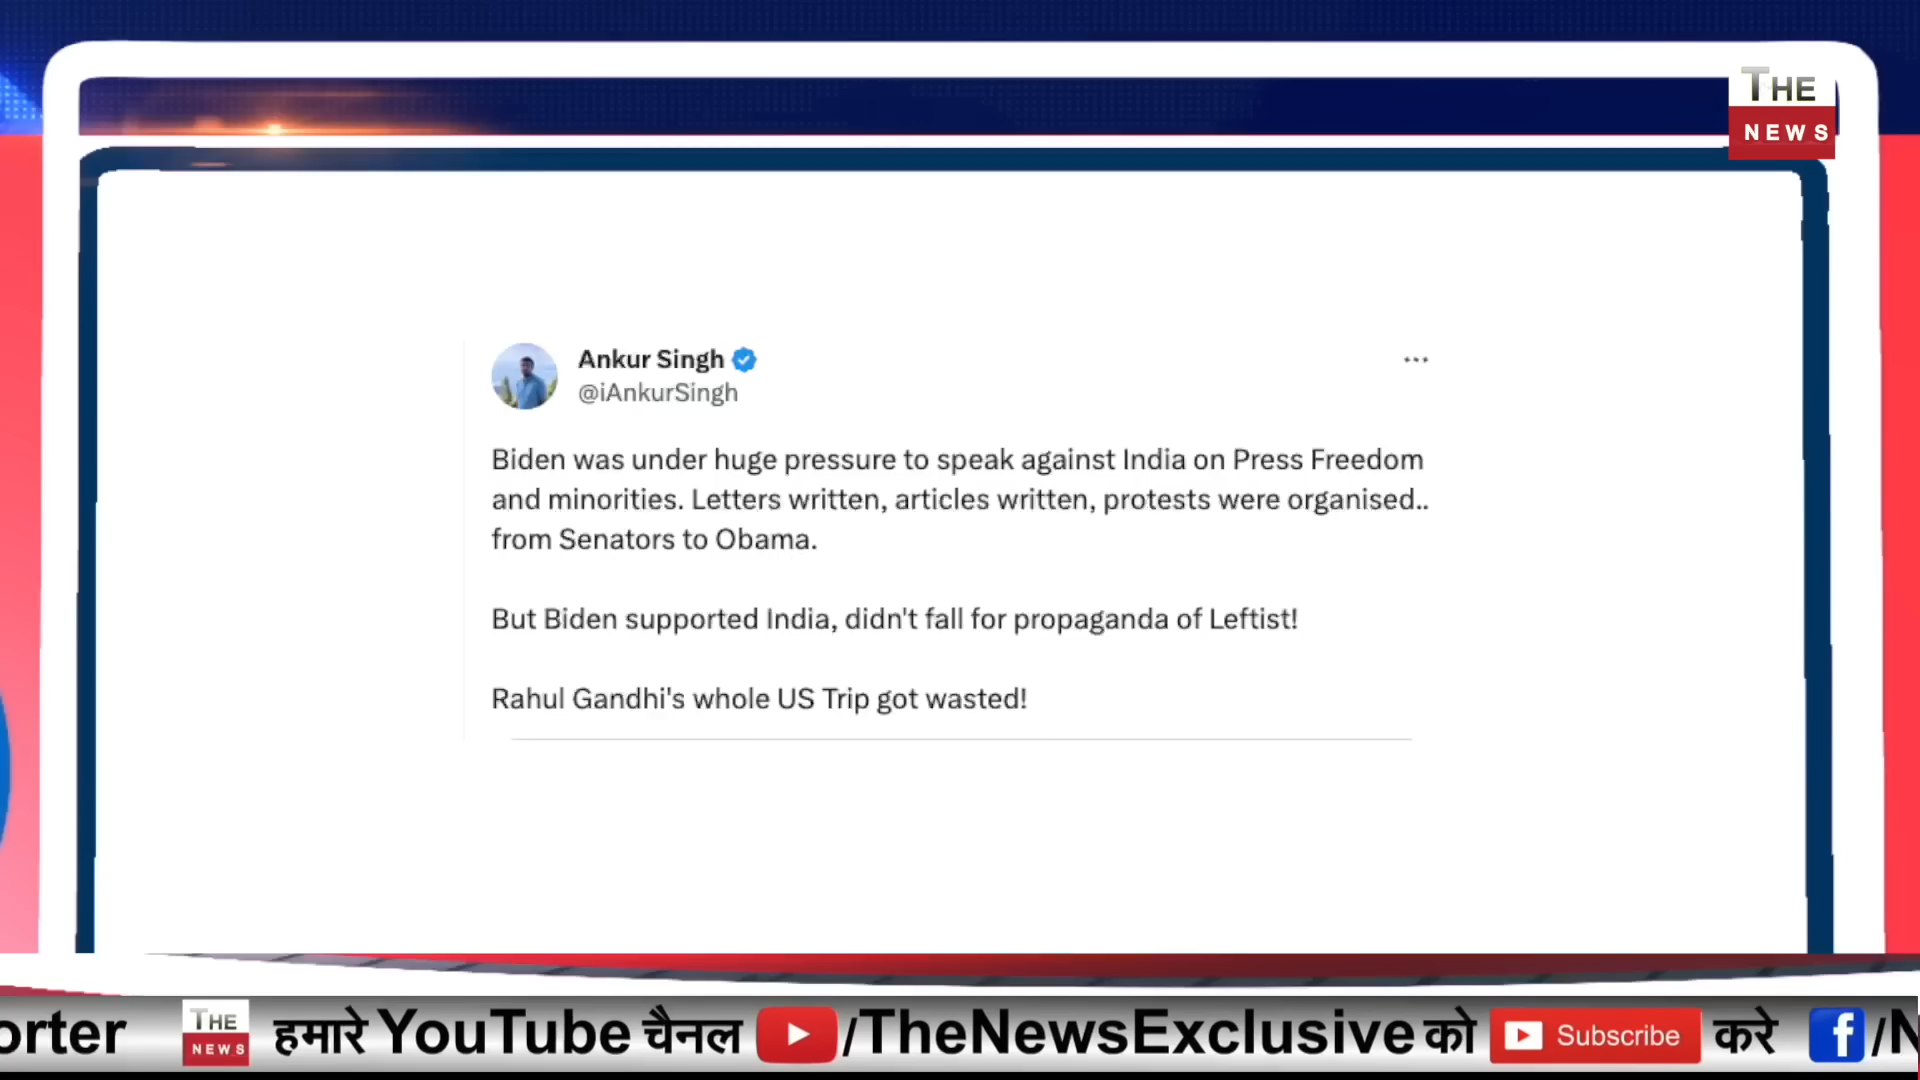 THE
NEWS
Ankur Singh
@iAnkurSingh
Biden was under huge pressure to speak against India on Press Freedom
and minorities. Letters written, articles written, protests were organised..
from Senators to Obama.
But Biden supported India, didn't fall for propaganda of Leftist!
Rahul Gandhi's whole US Trip got wasted!
orter THE NEWS हमारे YouTube चैनल /TheNewsExclusive को Subscribe करे f/N